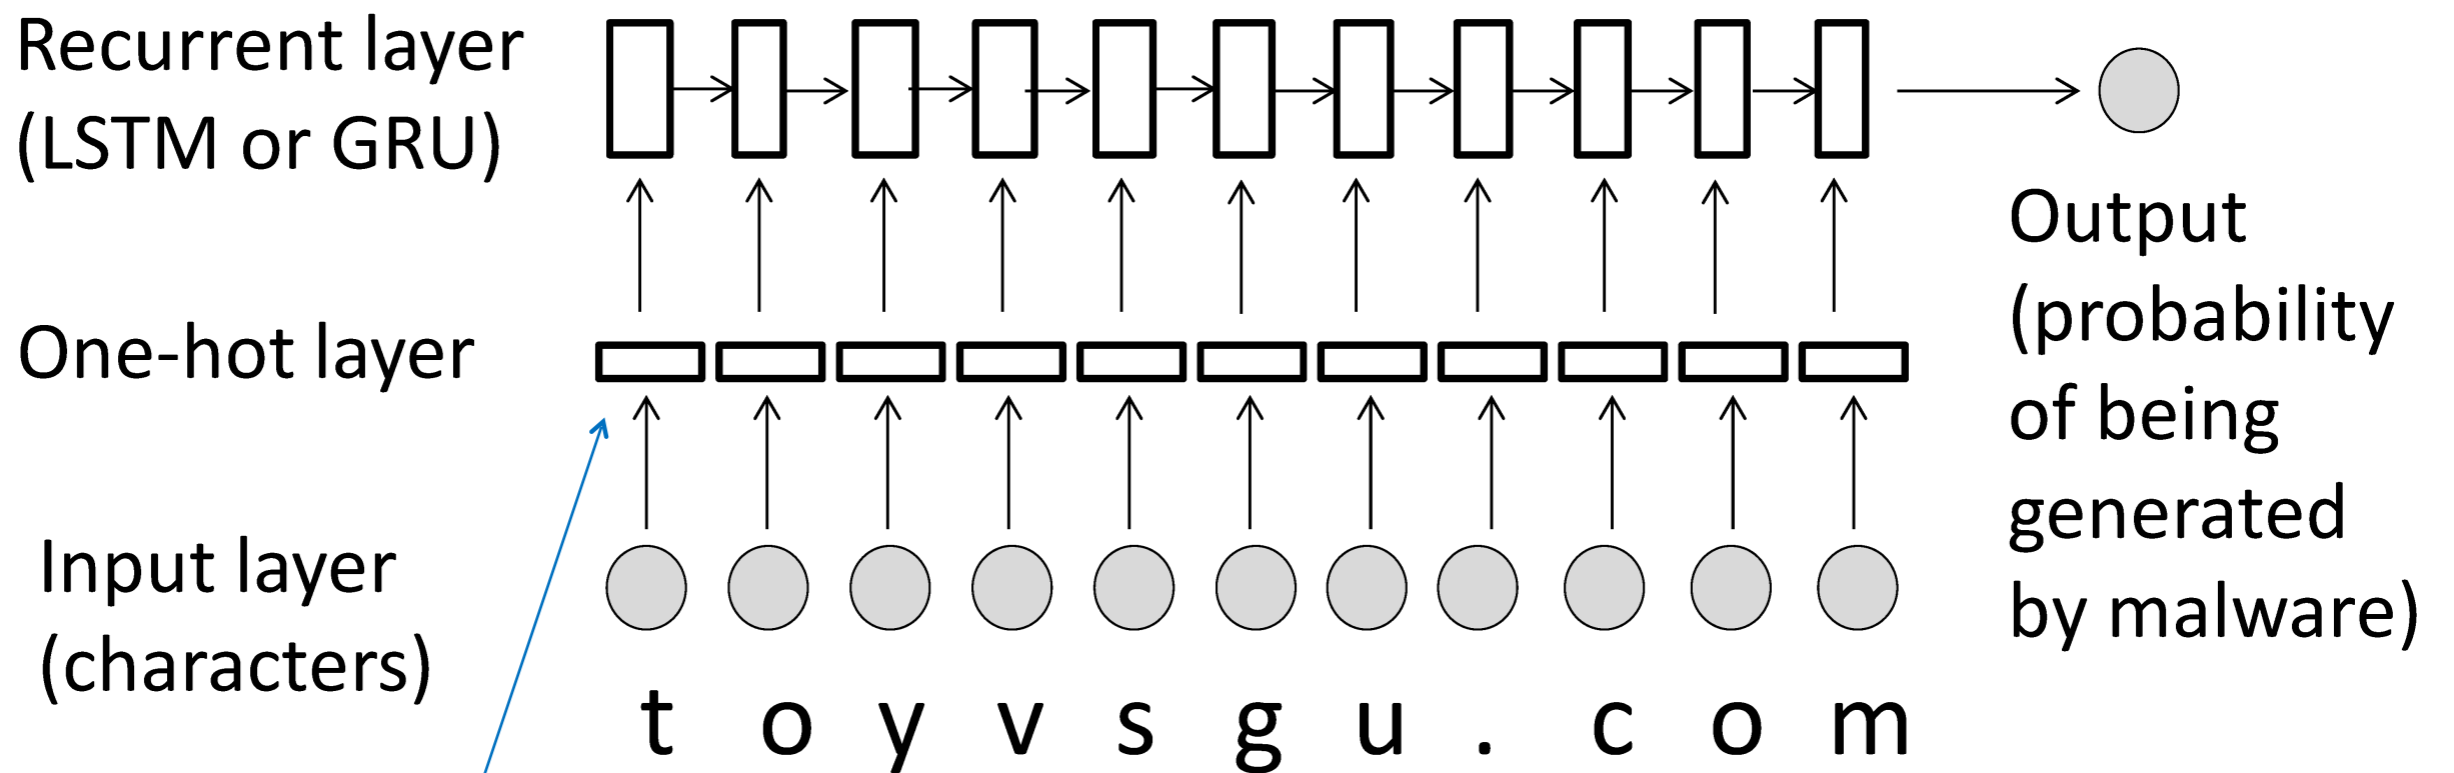 Recurrent layer
(LSTM or GRU)
One-hot layer
Input layer
(characters)
t o y v s g u . c o m
Output
(probability
of being
generated
by malware)